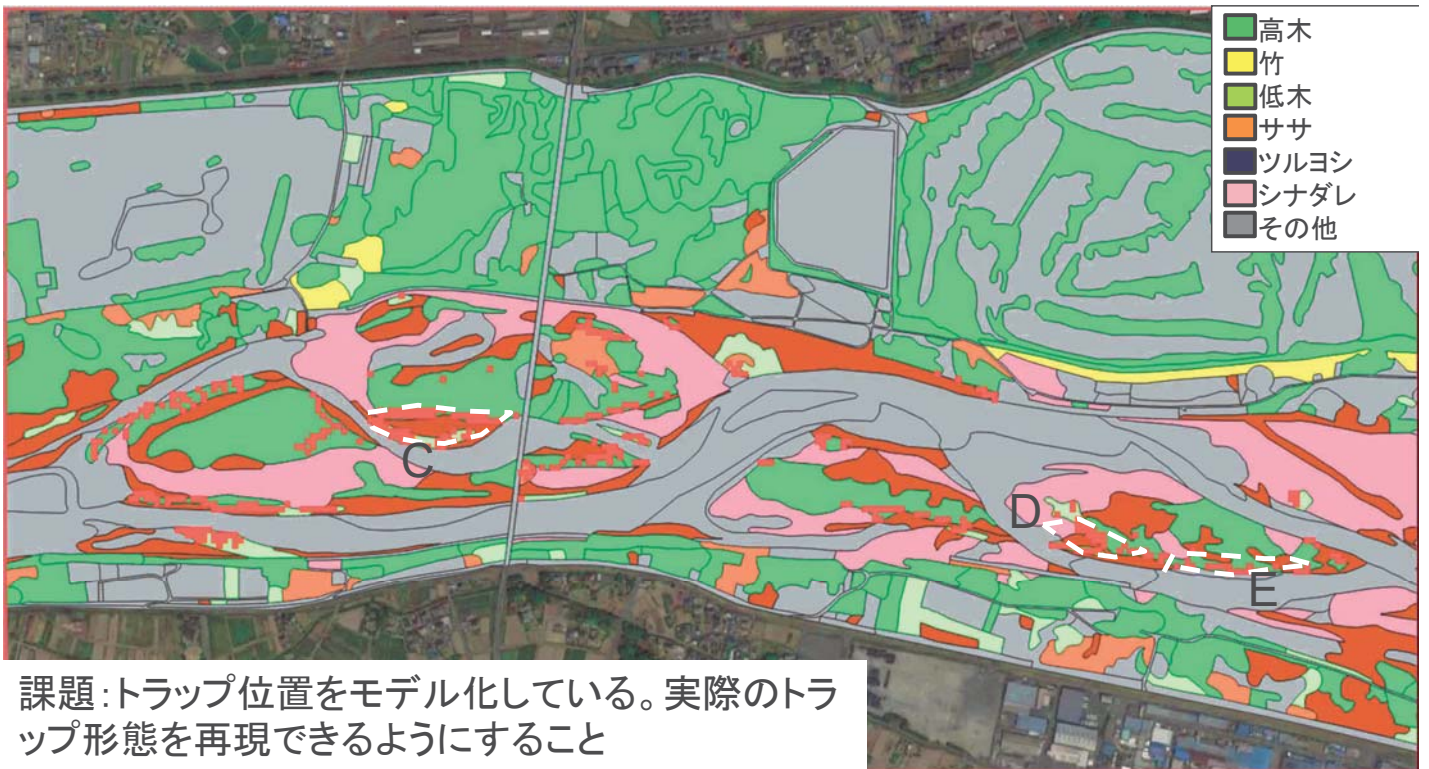 高木
竹
低木
ササ
ツルヨシ
シナダレ
その他
C
D
E
課題：トラップ位置をモデル化している。実際のトラ
ップ形態を再現できるようにすること